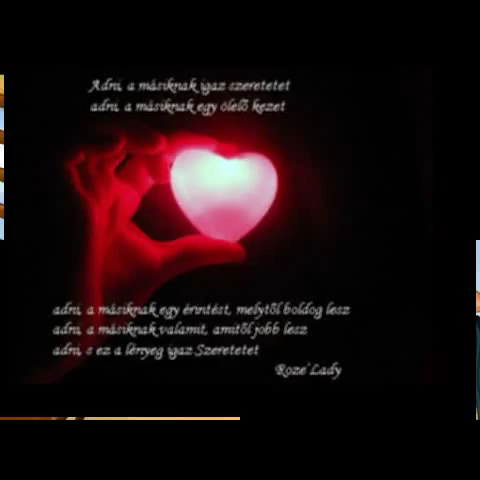 Adni, a másiknak igaz szeretetet
adni, a másiknak egy ölelő kezet
adni, a másiknak egy érintést, melytől boldog lesz
adni, a másiknak valamit, amitől jobb lesz
adni, s ez a lényeg igaz Szeretetet
Roze Lady